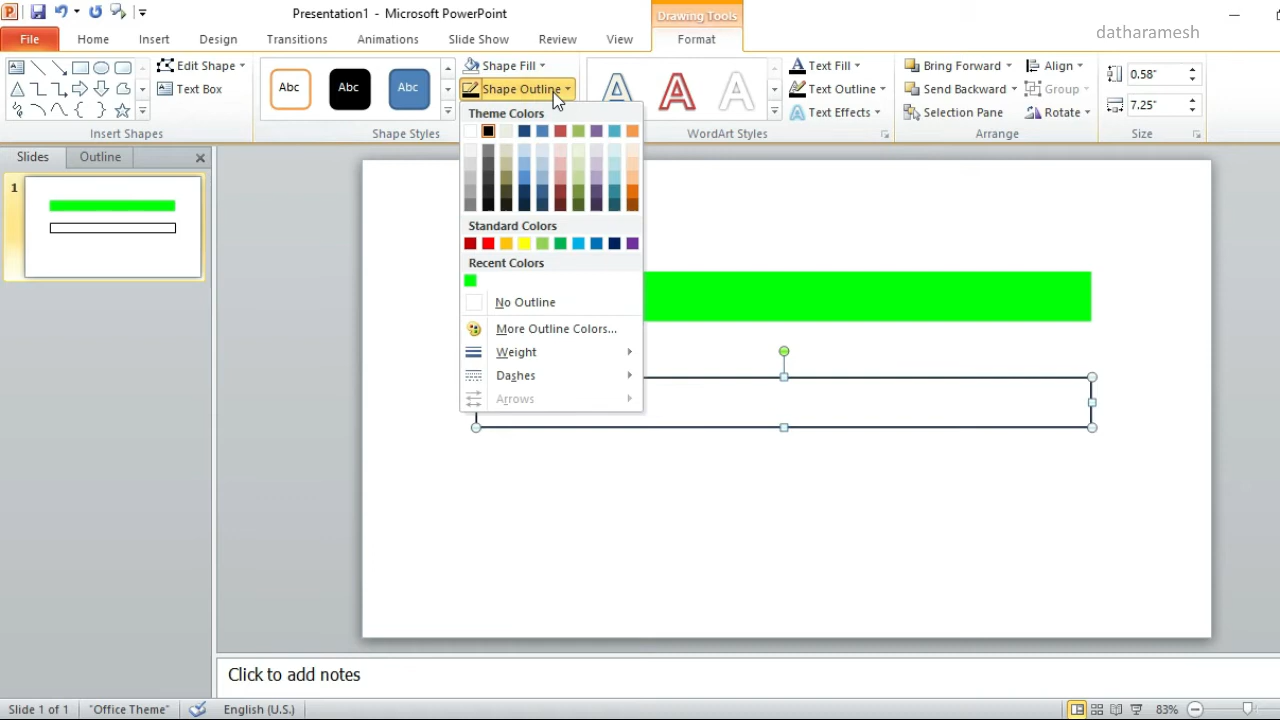 Presentation1 - Microsoft PowerPoint
Drawing Tools
datharamesh
File Home Insert Design Transitions Animations Slide Show Review View Format
Edit Shape
Text Box
Insert Shapes
Abc Abc Abc
Shape Styles
Shape Fill
Shape Outline
A A A
WordArt Styles
Text Fill
Text Outline
Text Effects
Bring Forward
Send Backward
Selection Pane
Align
Group
Rotate
Arrange
0.58"
7.25"
Size
Theme Colors
Standard Colors
Recent Colors
No Outline
More Outline Colors...
Weight
Dashes
Arrows
Slides Outline
1
Click to add notes
Slide 1 of 1 "Office Theme" English (U.S.) 83%